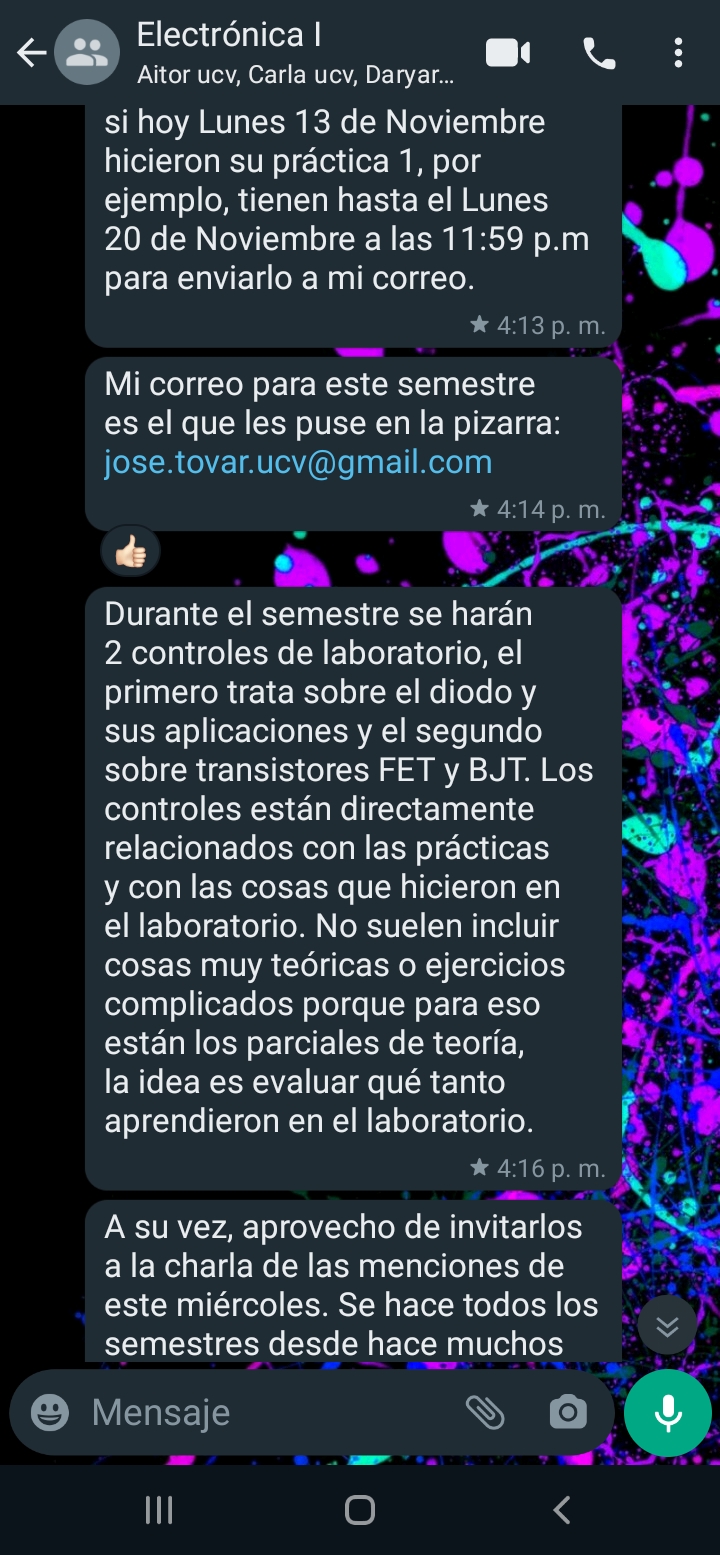 Electrónica I
Aitor ucv, Carla ucv, Daryar...
si hoy Lunes 13 de Noviembre
hicieron su práctica 1, por
ejemplo, tienen hasta el Lunes
20 de Noviembre a las 11:59 p.m
para enviarlo a mi correo.
4:13 p. m.
Mi correo para este semestre
es el que les puse en la pizarra:
jose.tovar.ucv@gmail.com
4:14 p. m.
Durante el semestre se harán
2 controles de laboratorio, el
primero trata sobre el diodo y
sus aplicaciones y el segundo
sobre transistores FET y BJT. Los
controles están directamente
relacionados con las prácticas
y con las cosas que hicieron en
el laboratorio. No suelen incluir
cosas muy teóricas o ejercicios
complicados porque para eso
están los parciales de teoría,
la idea es evaluar qué tanto
aprendieron en el laboratorio.
4:16 p. m.
A su vez, aprovecho de invitarlos
a la charla de las menciones de
este miércoles. Se hace todos los
semestres desde hace muchos
Mensaje